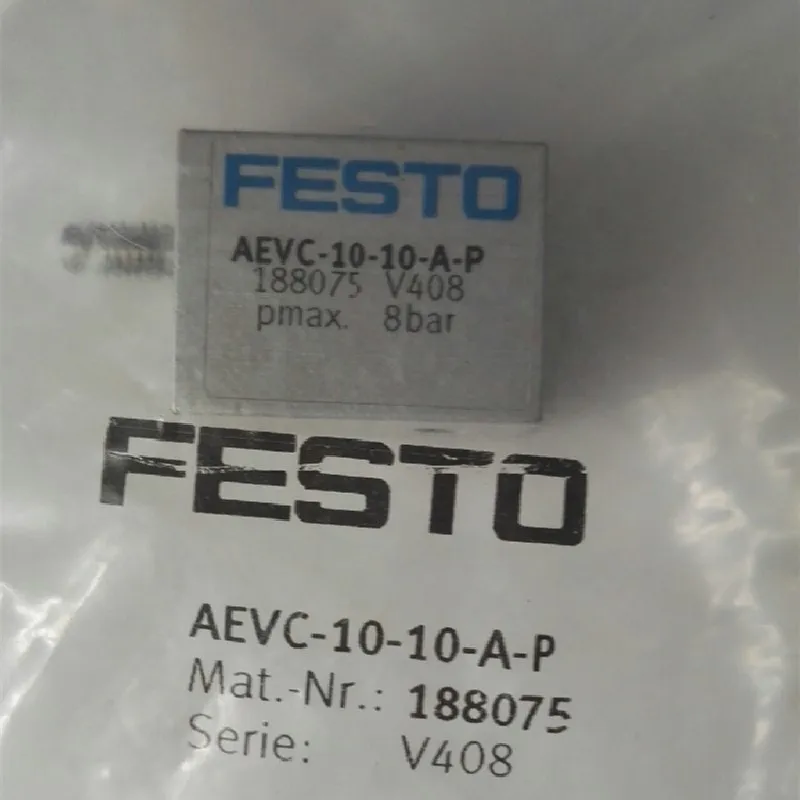 FESTO
AEVC-10-10-A-P
188075 V408
pmax. 8bar
FESTO
AEVC-10-10-A-P
Mat.-Nr.: 188075
Serie: V408